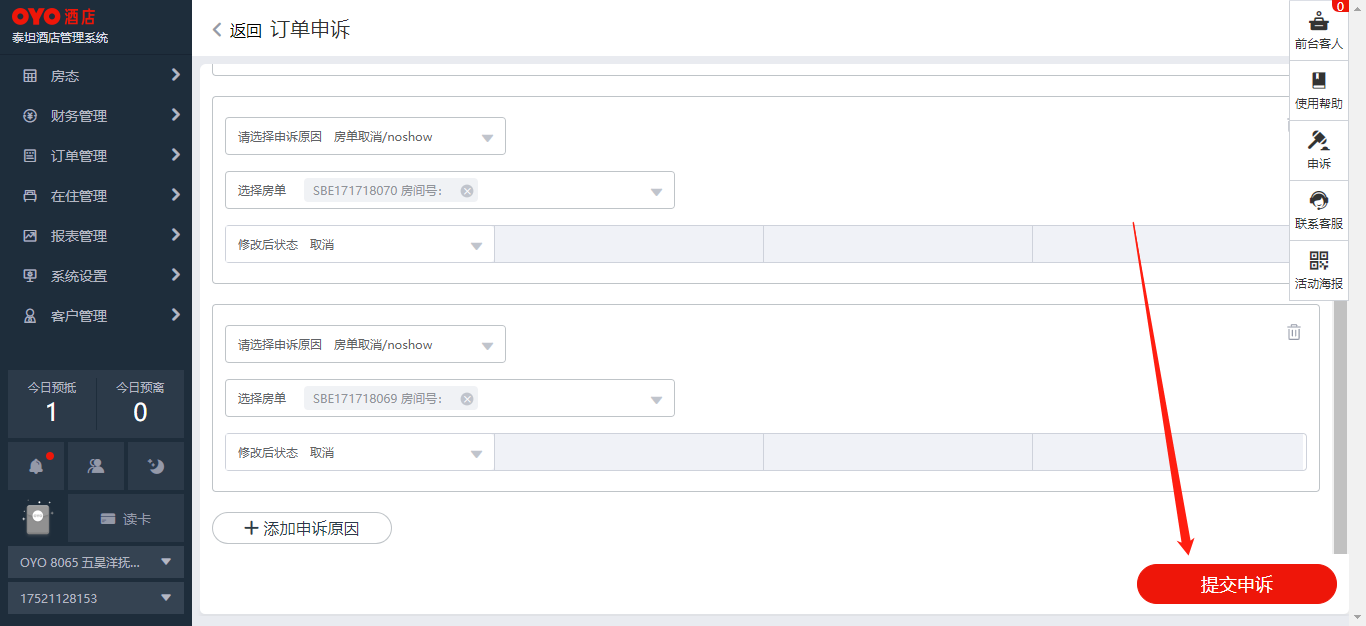 OYO 酒店
泰坦酒店管理系统
房态
财务管理
订单管理
在住管理
报表管理
系统设置
客户管理
今日预抵
1
今日预离
0
读卡
OYO 8065 五昊洋抚...
17521128153
返回 订单申诉
请选择申诉原因 房单取消/noshow
选择房单 SBE171718070 房间号：
修改后状态 取消
请选择申诉原因 房单取消/noshow
选择房单 SBE171718069 房间号：
修改后状态 取消
添加申诉原因
提交申诉
0
前台客人
使用帮助
申诉
联系客服
活动海报